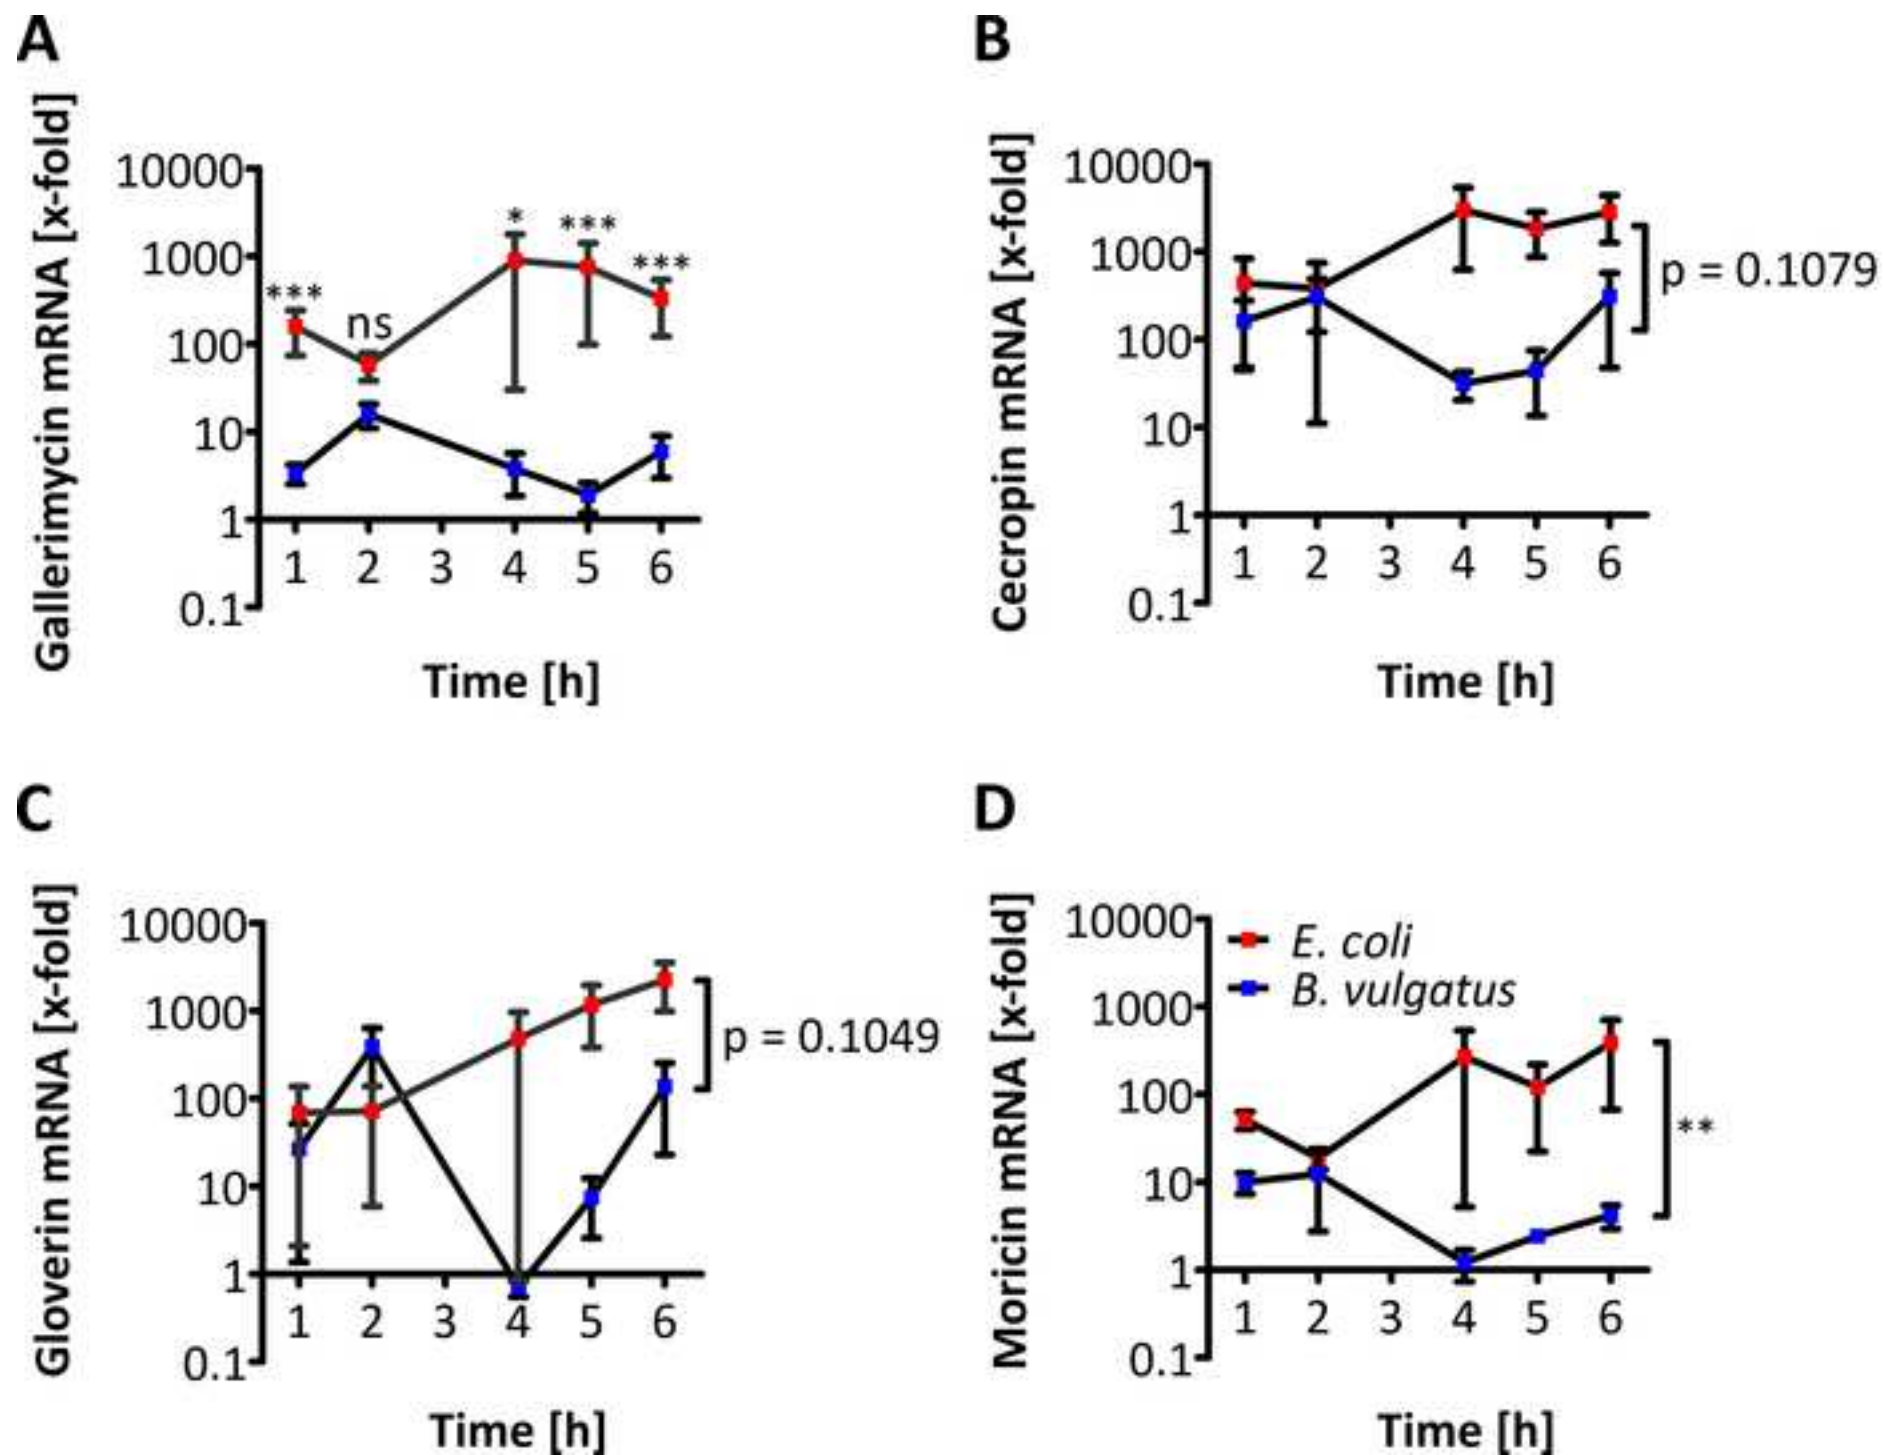 A
Gallerimycin mRNA [x-fold]
10000
1000
100
10
1
0.1
***
ns
*
***
***
1 2 3 4 5 6
Time [h]
B
Cecropin mRNA [x-fold]
10000
1000
100
10
1
0.1
p = 0.1079
1 2 3 4 5 6
Time [h]
C
Gloverin mRNA [x-fold]
10000
1000
100
10
1
0.1
p = 0.1049
1 2 3 4 5 6
Time [h]
D
Moricin mRNA [x-fold]
10000
1000
100
10
1
0.1
E. coli
B. vulgatus
**
1 2 3 4 5 6
Time [h]